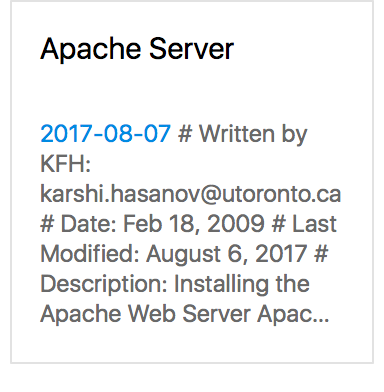 Apache Server
2017-08-07 # Written by
KFH:
karshi.hasanov@utoronto.ca
# Date: Feb 18, 2009 # Last
Modified: August 6, 2017 #
Description: Installing the
Apache Web Server Apac...